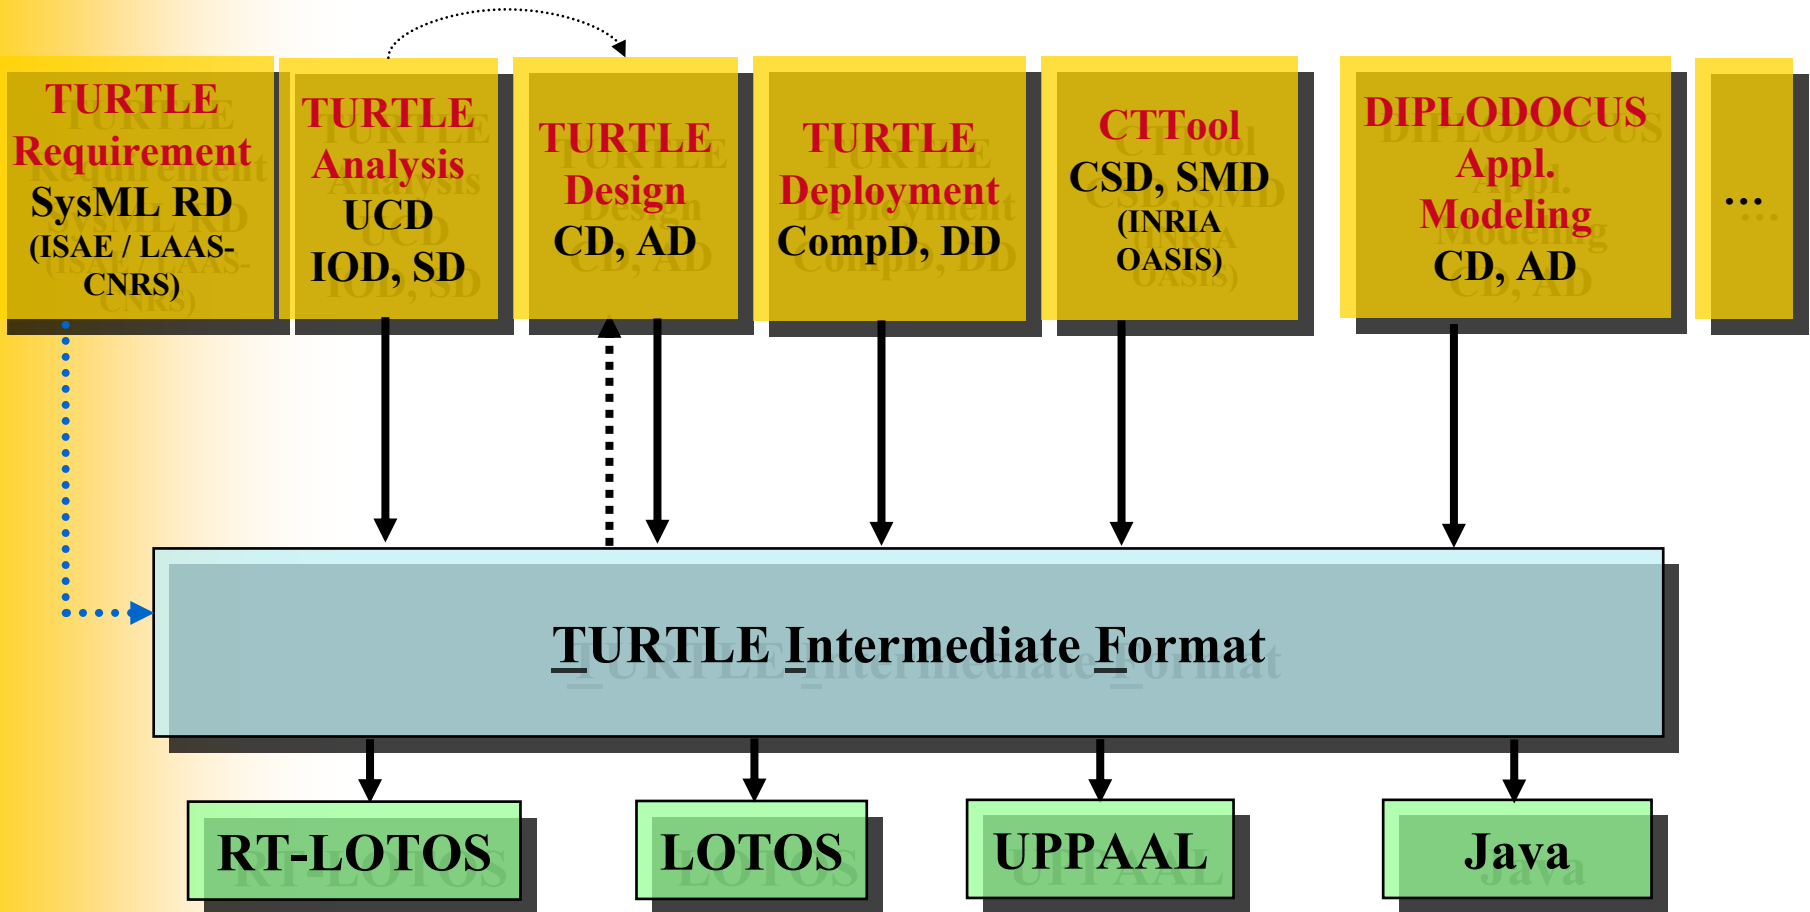 TURTLE
Requirement
SysML RD
(ISAE / LAAS-
CNRS)
TURTLE
Analysis
UCD
IOD, SD
TURTLE
Design
CD, AD
TURTLE
Deployment
CompD, DD
CTTool
CSD, SMD
(INRIA
OASIS)
DIPLODOCUS
Appl.
Modeling
CD, AD
...
TURTLE Intermediate Format
RT-LOTOS
LOTOS
UPPAAL
Java